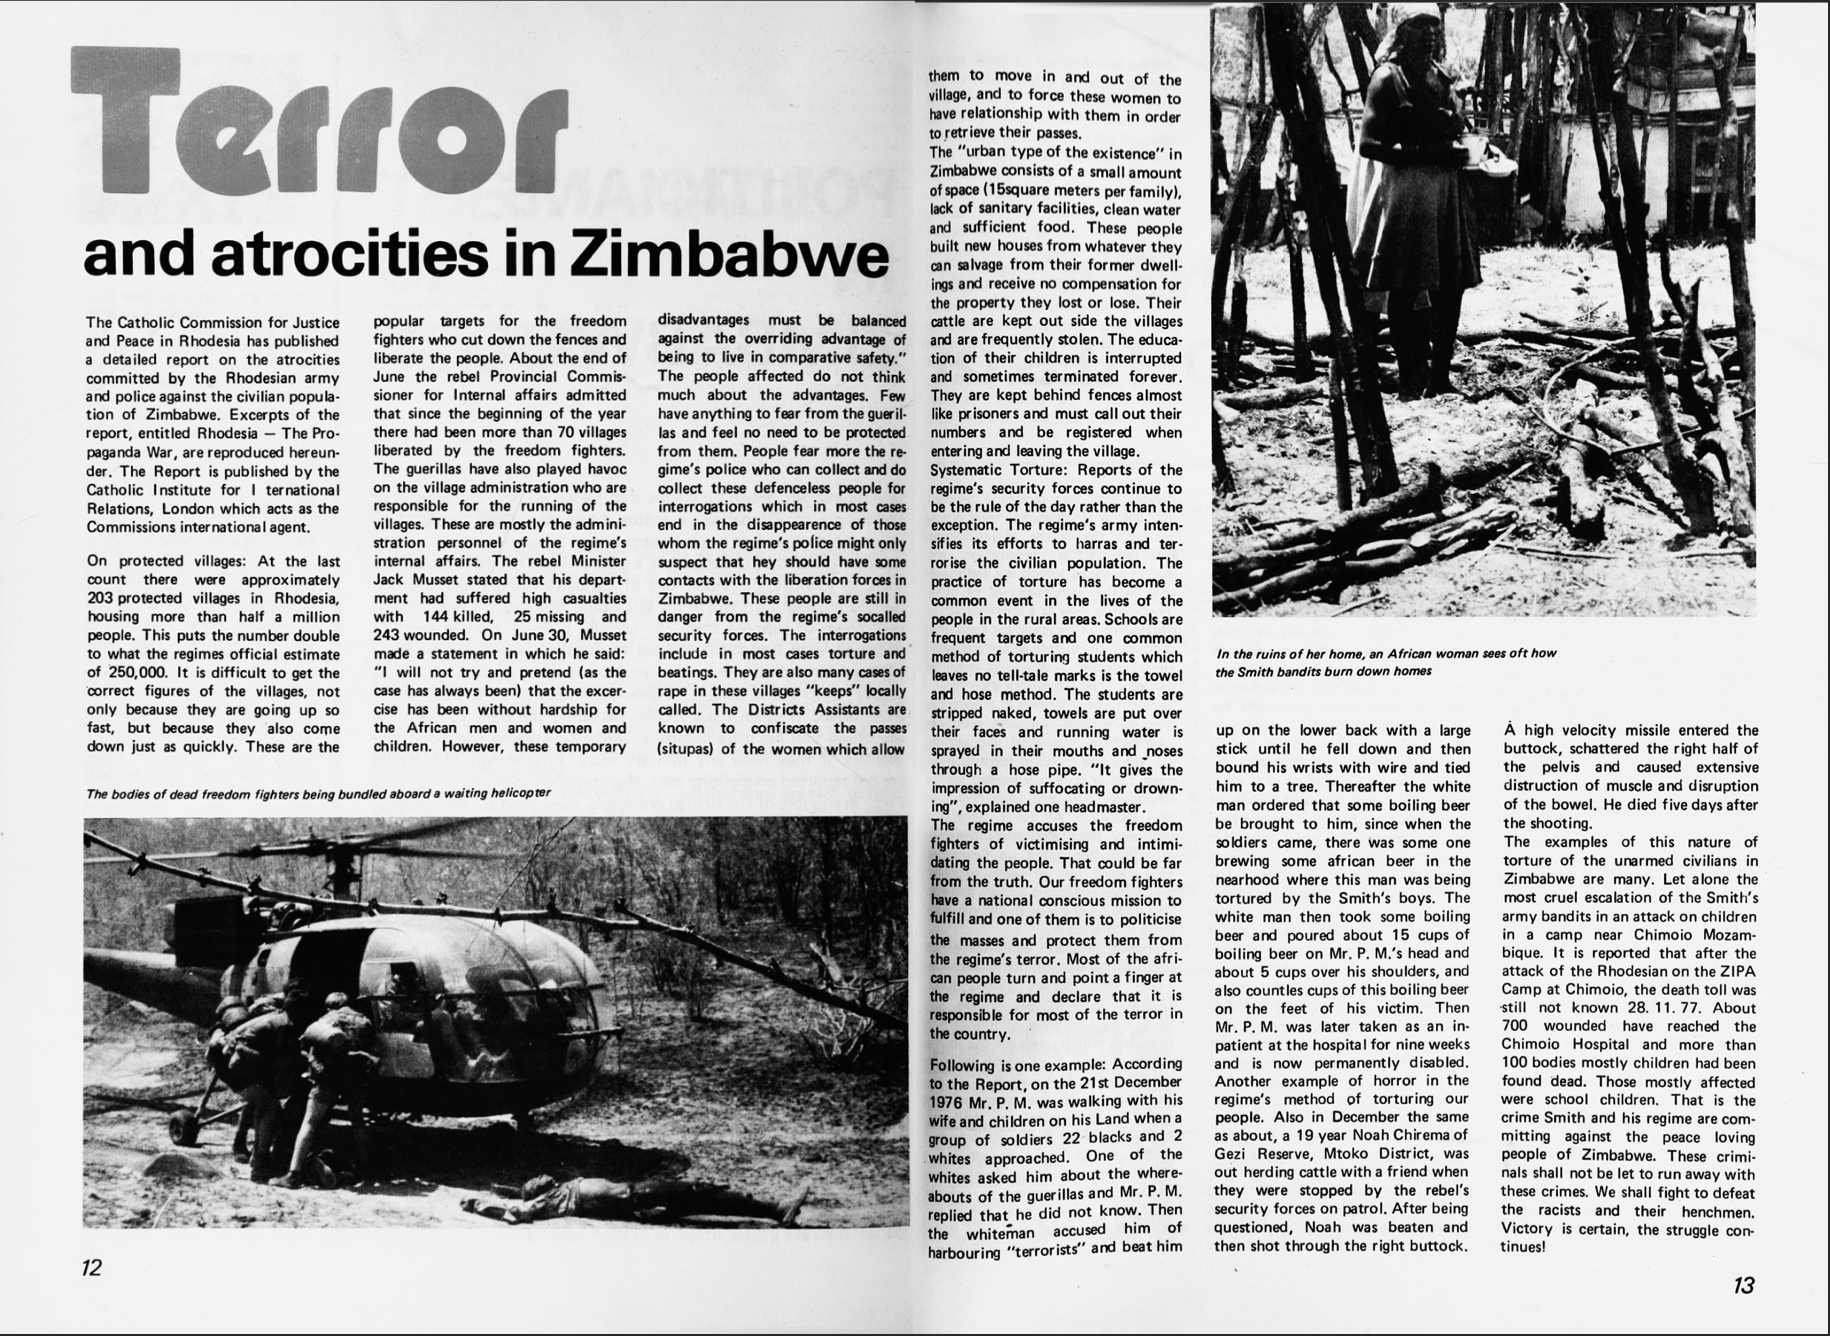 Terror
and atrocities in Zimbabwe
The Catholic Commission for Justice
and Peace in Rhodesia has published
a detailed report on the atrocities
committed by the Rhodesian army
and police against the civilian popula-
tion of Zimbabwe. Excerpts of the
report, entitled Rhodesia — The Pro-
paganda War, are reproduced hereun-
der. The Report is published by the
Catholic Institute for I ternational
Relations, London which acts as the
Commissions international agent.
On protected villages: At the last
count there were approximately
203 protected villages in Rhodesia,
housing more than half a million
people. This puts the number double
to what the regimes official estimate
of 250,000. It is difficult to get the
correct figures of the villages, not
only because they are going up so
fast, but because they also come
down just as quickly. These are the
popular targets for the freedom
fighters who cut down the fences and
liberate the people. About the end of
June the rebel Provincial Commis-
sioner for Internal affairs admitted
that since the beginning of the year
there had been more than 70 villages
liberated by the freedom fighters.
The guerillas have also played havoc
on the village administration who are
responsible for the running of the
villages. These are mostly the admini-
stration personnel of the regime's
internal affairs. The rebel Minister
Jack Musset stated that his depart-
ment had suffered high casualties
with 144 killed, 25 missing and
243 wounded. On June 30, Musset
made a statement in which he said:
"I will not try and pretend (as the
case has always been) that the excer-
cise has been without hardship for
the African men and women and
children. However, these temporary
disadvantages must be balanced
against the overriding advantage of
being to live in comparative safety."
The people affected do not think
much about the advantages. Few
have anything to fear from the gueril-
las and feel no need to be protected
from them. People fear more the re-
gime's police who can collect and do
collect these defenceless people for
interrogations which in most cases
end in the disappearence of those
whom the regime's police might only
suspect that hey should have some
contacts with the liberation forces in
Zimbabwe. These people are still in
danger from the regime's socalled
security forces. The interrogations
include in most cases torture and
beatings. They are also many cases of
rape in these villages "keeps" locally
called. The Districts Assistants are
known to confiscate the passes
(situpas) of the women which allow
The bodies of dead freedom fighters being bundled aboard a waiting helicopter
12
them to move in and out of the
village, and to force these women to
have relationship with them in order
to retrieve their passes.
The "urban type of the existence" in
Zimbabwe consists of a small amount
of space (15square meters per family),
lack of sanitary facilities, clean water
and sufficient food. These people
built new houses from whatever they
can salvage from their former dwell-
ings and receive no compensation for
the property they lost or lose. Their
cattle are kept out side the villages
and are frequently stolen. The educa-
tion of their children is interrupted
and sometimes terminated forever.
They are kept behind fences almost
like prisoners and must call out their
numbers and be registered when
entering and leaving the village.
Systematic Torture: Reports of the
regime's security forces continue to
be the rule of the day rather than the
exception. The regime's army inten-
sifies its efforts to harras and ter-
rorise the civilian population. The
practice of torture has become a
common event in the lives of the
people in the rural areas. Schools are
frequent targets and one common
method of torturing students which
leaves no tell-tale marks is the towel
and hose method. The students are
stripped naked, towels are put over
their faces and running water is
sprayed in their mouths and noses
through a hose pipe. "It gives the
impression of suffocating or drown-
ing", explained one headmaster.
The regime accuses the freedom
fighters of victimising and intimi-
dating the people. That could be far
from the truth. Our freedom fighters
have a national conscious mission to
fulfill and one of them is to politicise
the masses and protect them from
the regime's terror. Most of the afri-
can people turn and point a finger at
the regime and declare that it is
responsible for most of the terror in
the country.
Following is one example: According
to the Report, on the 21st December
1976 Mr. P. M. was walking with his
wife and children on his Land when a
group of soldiers 22 blacks and 2
whites approached. One of the
whites asked him about the where-
abouts of the guerillas and Mr. P. M.
replied that he did not know. Then
the whiteman accused him of
harbouring "terrorists" and beat him
In the ruins of her home, an African woman sees oft how
the Smith bandits burn down homes
up on the lower back with a large
stick until he fell down and then
bound his wrists with wire and tied
him to a tree. Thereafter the white
man ordered that some boiling beer
be brought to him, since when the
soldiers came, there was some one
brewing some african beer in the
nearhood where this man was being
tortured by the Smith's boys. The
white man then took some boiling
beer and poured about 15 cups of
boiling beer on Mr. P. M.'s head and
about 5 cups over his shoulders, and
also countles cups of this boiling beer
on the feet of his victim. Then
Mr. P. M. was later taken as an in-
patient at the hospital for nine weeks
and is now permanently disabled.
Another example of horror in the
regime's method of torturing our
people. Also in December the same
as about, a 19 year Noah Chirema of
Gezi Reserve, Mtoko District, was
out herding cattle with a friend when
they were stopped by the rebel's
security forces on patrol. After being
questioned, Noah was beaten and
then shot through the right buttock.
A high velocity missile entered the
buttock, schattered the right half of
the pelvis and caused extensive
distruction of muscle and disruption
of the bowel. He died five days after
the shooting.
The examples of this nature of
torture of the unarmed civilians in
Zimbabwe are many. Let alone the
most cruel escalation of the Smith's
army bandits in an attack on children
in a camp near Chimoio Mozam-
bique. It is reported that after the
attack of the Rhodesian on the ZIPA
Camp at Chimoio, the death toll was
still not known 28. 11. 77. About
700 wounded have reached the
Chimoio Hospital and more than
100 bodies mostly children had been
found dead. Those mostly affected
were school children. That is the
crime Smith and his regime are com-
mitting against the peace loving
people of Zimbabwe. These crimi-
nals shall not be let to run away with
these crimes. We shall fight to defeat
the racists and their henchmen.
Victory is certain, the struggle con-
tinues!
13